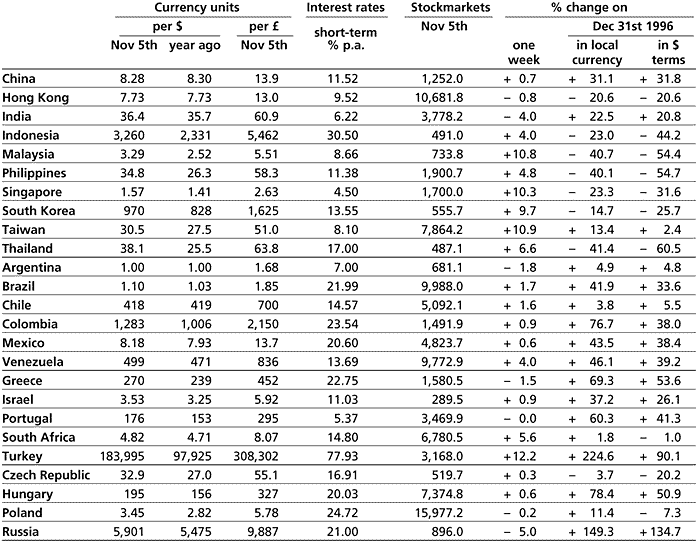 Currency units Interest rates Stockmarkets % change on
per $ per £ Nov 5th Dec 31st 1996
Nov 5th year ago Nov 5th short-term % p.a. one week in local currency in $ terms
China 8.28 8.30 13.9 11.52 1,252.0 + 0.7 + 31.1 + 31.8
Hong Kong 7.73 7.73 13.0 9.52 10,681.8 – 0.8 – 20.6 – 20.6
India 36.4 35.7 60.9 6.22 3,778.2 – 4.0 + 22.5 + 20.8
Indonesia 3,260 2,331 5,462 30.50 491.0 + 4.0 – 23.0 – 44.2
Malaysia 3.29 2.52 5.51 8.66 733.8 +10.8 – 40.7 – 54.4
Philippines 34.8 26.3 58.3 11.38 1,900.7 + 4.8 – 40.1 – 54.7
Singapore 1.57 1.41 2.63 4.50 1,700.0 +10.3 – 23.3 – 31.6
South Korea 970 828 1,625 13.55 555.7 + 9.7 – 14.7 – 25.7
Taiwan 30.5 27.5 51.0 8.10 7,864.2 +10.9 + 13.4 + 2.4
Thailand 38.1 25.5 63.8 17.00 487.1 + 6.6 – 41.4 – 60.5
Argentina 1.00 1.00 1.68 7.00 681.1 – 1.8 + 4.9 + 4.8
Brazil 1.10 1.03 1.85 21.99 9,988.0 + 1.7 + 41.9 + 33.6
Chile 418 419 700 14.57 5,092.1 + 1.6 + 3.8 + 5.5
Colombia 1,283 1,006 2,150 23.54 1,491.9 + 0.9 + 76.7 + 38.0
Mexico 8.18 7.93 13.7 20.60 4,823.7 + 0.6 + 43.5 + 38.4
Venezuela 499 471 836 13.69 9,772.9 + 4.0 + 46.1 + 39.2
Greece 270 239 452 22.75 1,580.5 – 1.5 + 69.3 + 53.6
Israel 3.53 3.25 5.92 11.03 289.5 + 0.9 + 37.2 + 26.1
Portugal 176 153 295 5.37 3,469.9 – 0.0 + 60.3 + 41.3
South Africa 4.82 4.71 8.07 14.80 6,780.5 + 5.6 + 1.8 – 1.0
Turkey 183,995 97,925 308,302 77.93 3,168.0 +12.2 + 224.6 + 90.1
Czech Republic 32.9 27.0 55.1 16.91 519.7 + 0.3 – 3.7 – 20.2
Hungary 195 156 327 20.03 7,374.8 + 0.6 + 78.4 + 50.9
Poland 3.45 2.82 5.78 24.72 15,977.2 – 0.2 + 11.4 – 7.3
Russia 5,901 5,475 9,887 21.00 896.0 – 5.0 + 149.3 +134.7